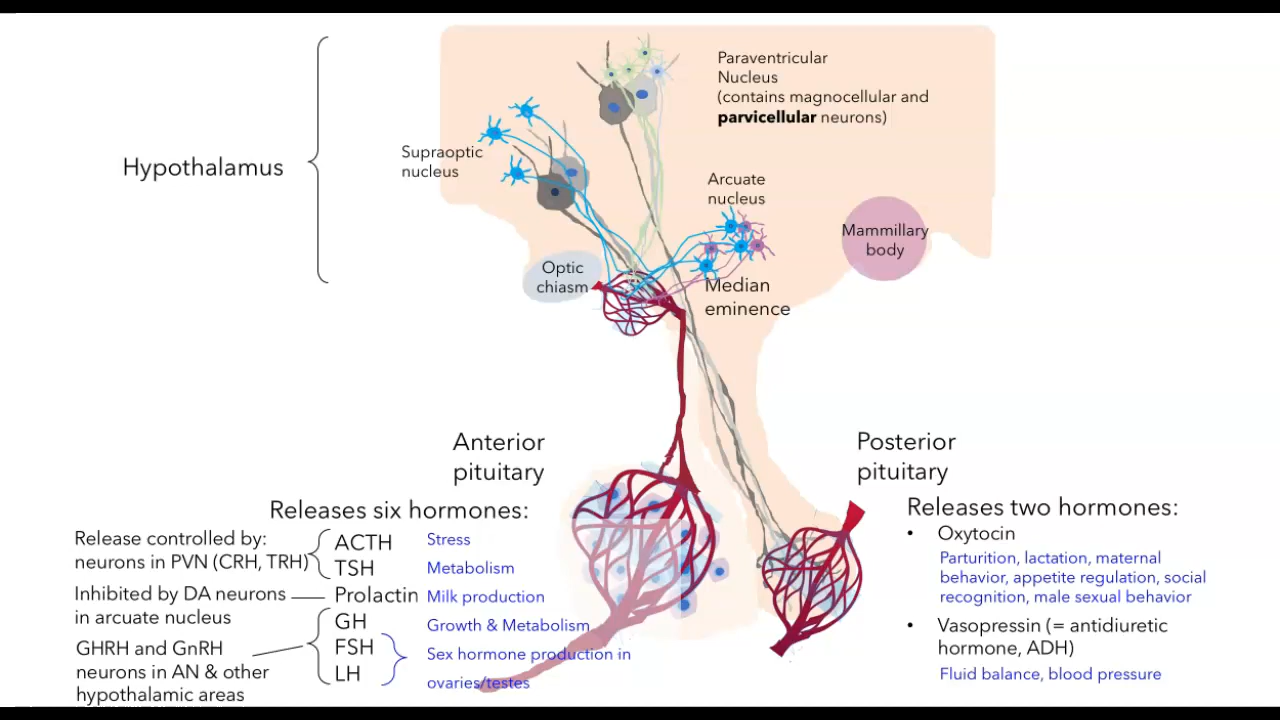 Paraventricular
Nucleus
(contains magnocellular and
parvicellular neurons)
Hypothalamus
Supraoptic
nucleus
Arcuate
nucleus
Mammillary
body
Optic
chiasm
Median
eminence
Anterior
pituitary
Posterior
pituitary
Releases six hormones:
Release controlled by:
neurons in PVN (CRH, TRH)
ACTH
Stress
TSH
Metabolism
Inhibited by DA neurons
in arcuate nucleus
Prolactin
Milk production
GHRH and GnRH
neurons in AN & other
hypothalamic areas
GH
Growth & Metabolism
FSH
LH
Sex hormone production in
ovaries/testes
Releases two hormones:
• Oxytocin
Parturition, lactation, maternal
behavior, appetite regulation, social
recognition, male sexual behavior
• Vasopressin (= antidiuretic
hormone, ADH)
Fluid balance, blood pressure